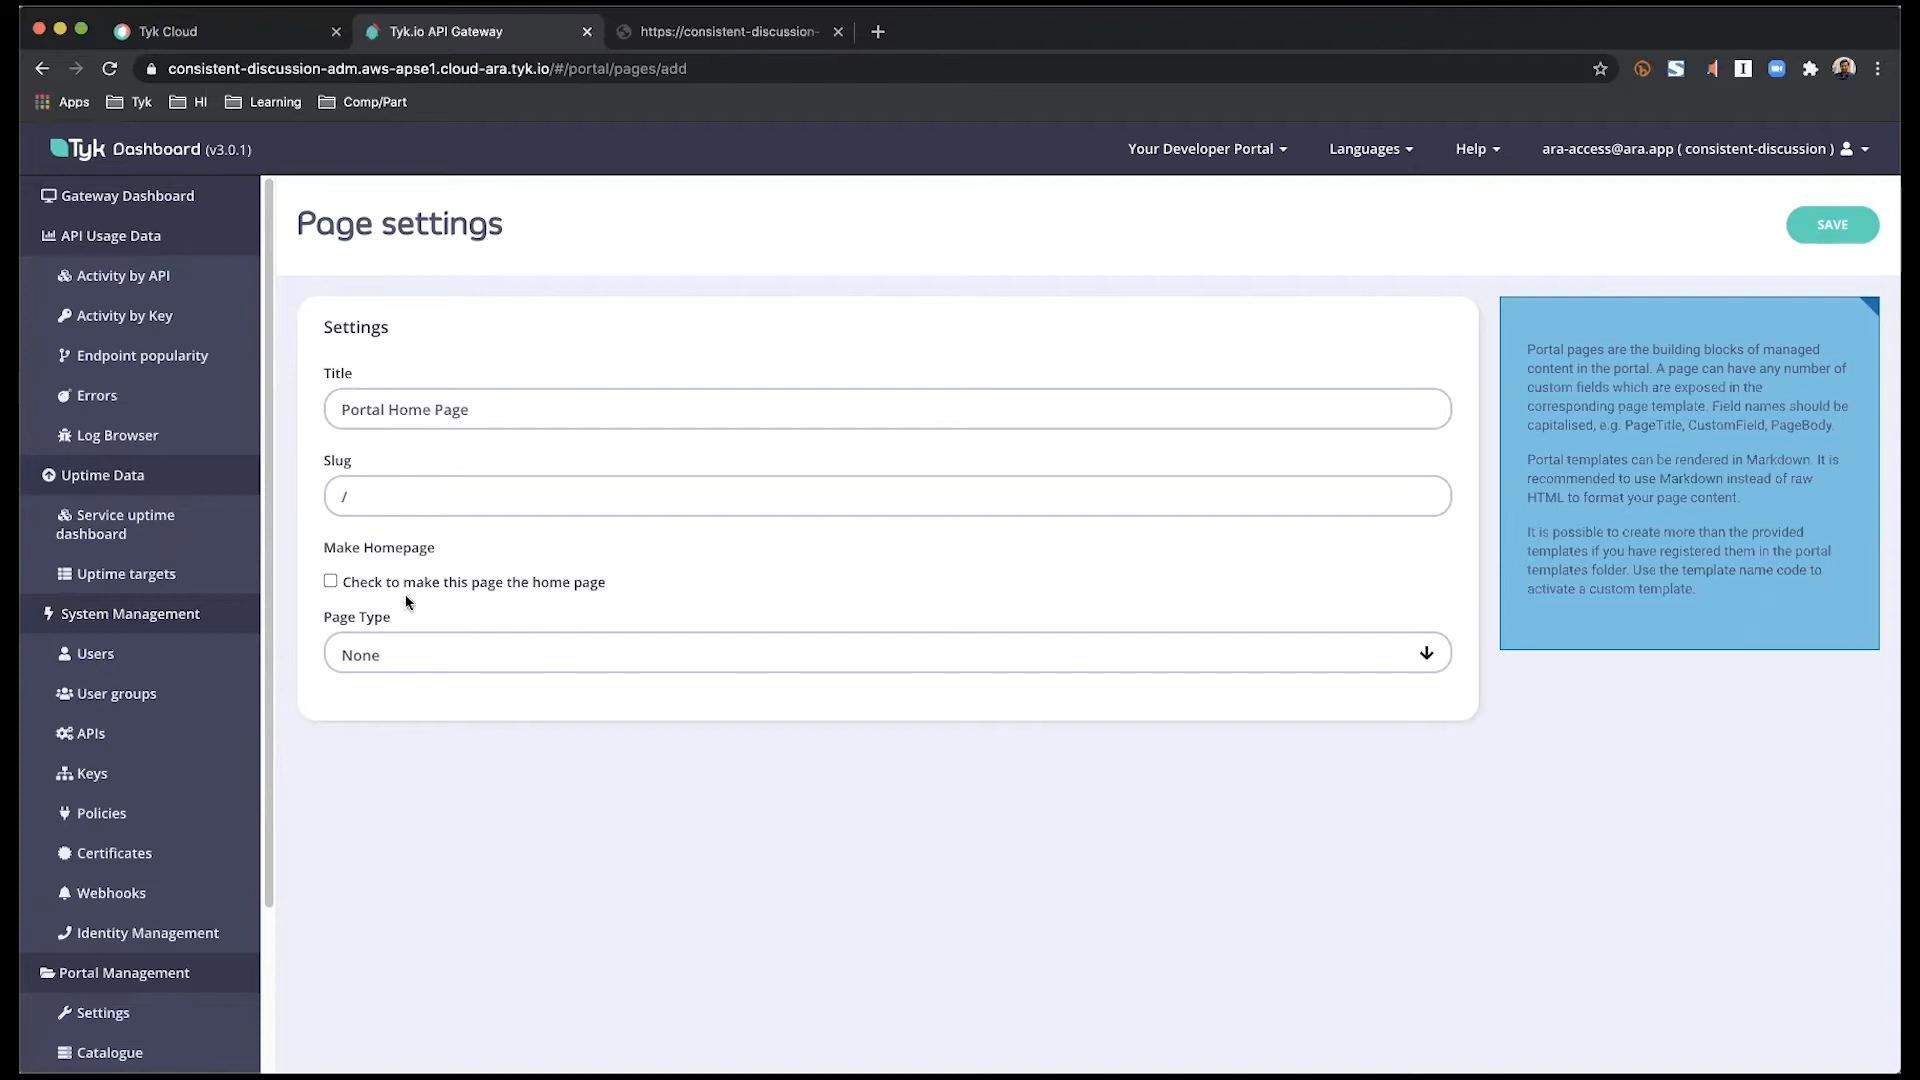 Tyk Cloud
Tyk.io API Gateway
https://consistent-discussion-
consistent-discussion-adm.aws-apse1.cloud-ara.tyk.io/#/portal/pages/add
Apps
Tyk
HI
Learning
Comp/Part
Tyk Dashboard (v3.0.1)
Your Developer Portal
Languages
Help
ara-access@ara.app ( consistent-discussion )
Gateway Dashboard
API Usage Data
Activity by API
Activity by Key
Endpoint popularity
Errors
Log Browser
Uptime Data
Service uptime
dashboard
Uptime targets
System Management
Users
User groups
APIs
Keys
Policies
Certificates
Webhooks
Identity Management
Portal Management
Settings
Catalogue
Page settings
SAVE
Settings
Title
Portal Home Page
Slug
/
Make Homepage
Check to make this page the home page
Page Type
None
Portal pages are the building blocks of managed
content in the portal. A page can have any number of
custom fields which are exposed in the
corresponding page template. Field names should be
capitalised, e.g. PageTitle, CustomField, PageBody.
Portal templates can be rendered in Markdown. It is
recommended to use Markdown instead of raw
HTML to format your page content.
It is possible to create more than the provided
templates if you have registered them in the portal
templates folder. Use the template name code to
activate a custom template.